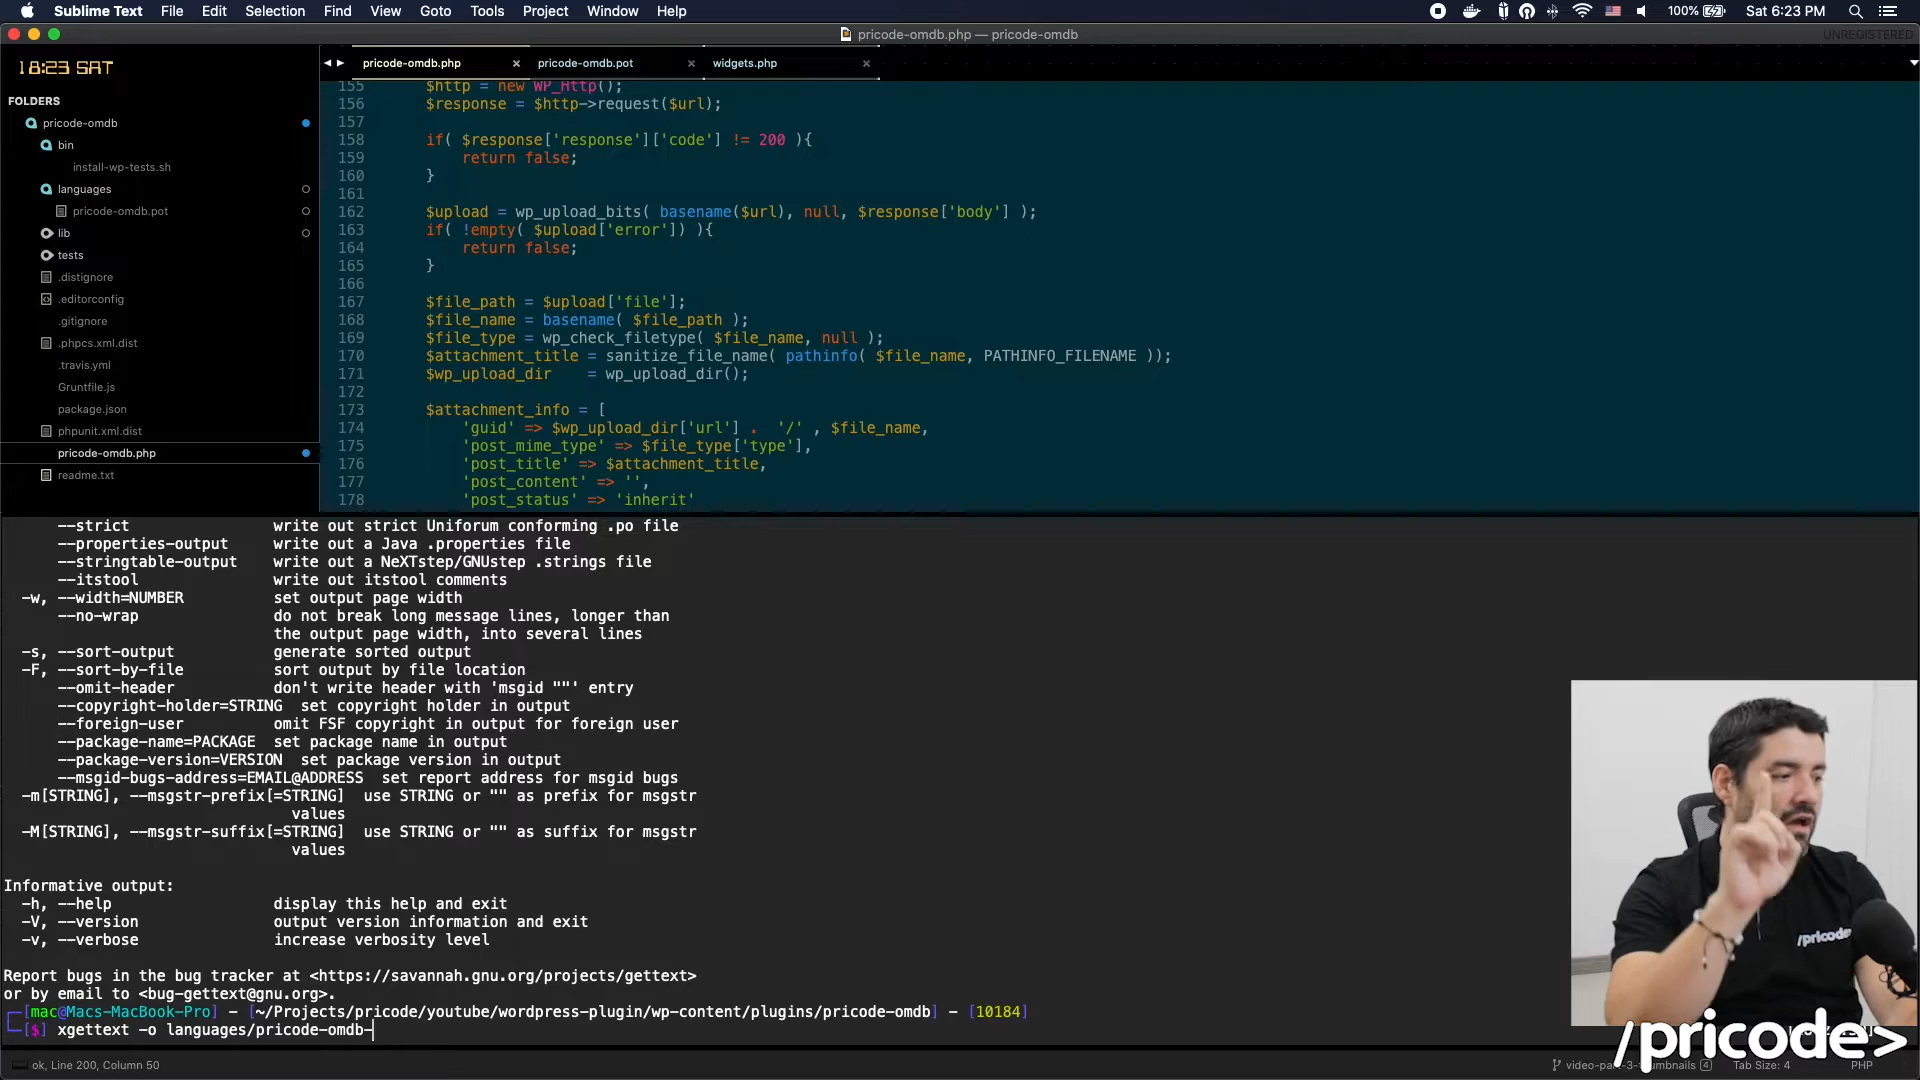 Sublime Text File Edit Selection Find View Goto Tools Project Window Help 100% Sat 6:23 PM
pricode-omdb.php — pricode-omdb UNREGISTERED
18:23 SAT
FOLDERS
pricode-omdb
bin
install-wp-tests.sh
languages
pricode-omdb.pot
lib
tests
.distignore
.editorconfig
.gitignore
.phpcs.xml.dist
.travis.yml
Gruntfile.js
package.json
phpunit.xml.dist
pricode-omdb.php
readme.txt
pricode-omdb.php × pricode-omdb.pot × widgets.php ×
155 $http = new WP_Http();
156 $response = $http->request($url);
157
158 if( $response['response']['code'] != 200 ){
159 return false;
160 }
161
162 $upload = wp_upload_bits( basename($url), null, $response['body'] );
163 if( !empty( $upload['error']) ){
164 return false;
165 }
166
167 $file_path = $upload['file'];
168 $file_name = basename( $file_path );
169 $file_type = wp_check_filetype( $file_name, null );
170 $attachment_title = sanitize_file_name( pathinfo( $file_name, PATHINFO_FILENAME ));
171 $wp_upload_dir = wp_upload_dir();
172
173 $attachment_info = [
174 'guid' => $wp_upload_dir['url'] . '/' , $file_name,
175 'post_mime_type' => $file_type['type'],
176 'post_title' => $attachment_title,
177 'post_content' => '',
178 'post_status' => 'inherit'
--strict write out strict Uniforum conforming .po file
--properties-output write out a Java .properties file
--stringtable-output write out a NeXTstep/GNUstep .strings file
--itstool write out itstool comments
-w, --width=NUMBER set output page width
--no-wrap do not break long message lines, longer than
the output page width, into several lines
-s, --sort-output generate sorted output
-F, --sort-by-file sort output by file location
--omit-header don't write header with 'msgid ""' entry
--copyright-holder=STRING set copyright holder in output
--foreign-user omit FSF copyright in output for foreign user
--package-name=PACKAGE set package name in output
--package-version=VERSION set package version in output
--msgid-bugs-address=EMAIL@ADDRESS set report address for msgid bugs
-m[STRING], --msgstr-prefix[=STRING] use STRING or "" as prefix for msgstr
values
-M[STRING], --msgstr-suffix[=STRING] use STRING or "" as suffix for msgstr
values
Informative output:
-h, --help display this help and exit
-V, --version output version information and exit
-v, --verbose increase verbosity level
Report bugs in the bug tracker at <https://savannah.gnu.org/projects/gettext>
or by email to <bug-gettext@gnu.org>.
[mac@Macs-MacBook-Pro] - [~/Projects/pricode/youtube/wordpress-plugin/wp-content/plugins/pricode-omdb] - [10184]
[$] xgettext -o languages/pricode-omdb-
/pricode
/pricode>
ok, Line 200, Column 50 Tab Size: 4 PHP